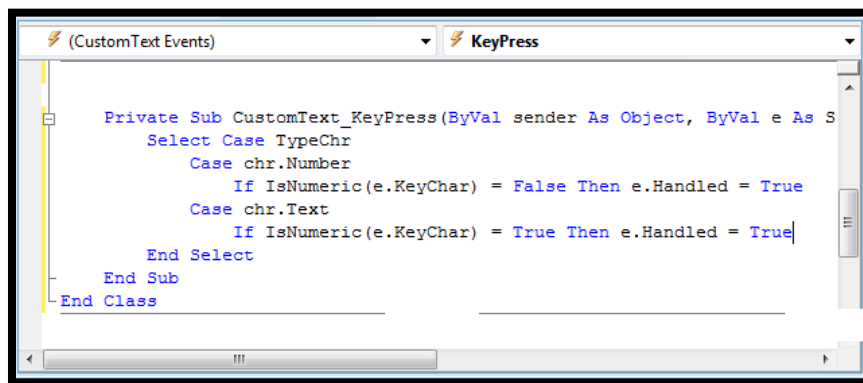 (CustomText Events) KeyPress
Private Sub CustomText_KeyPress(ByVal sender As Object, ByVal e As S
Select Case TypeChr
Case chr.Number
If IsNumeric(e.KeyChar) = False Then e.Handled = True
Case chr.Text
If IsNumeric(e.KeyChar) = True Then e.Handled = True
End Select
End Sub
End Class